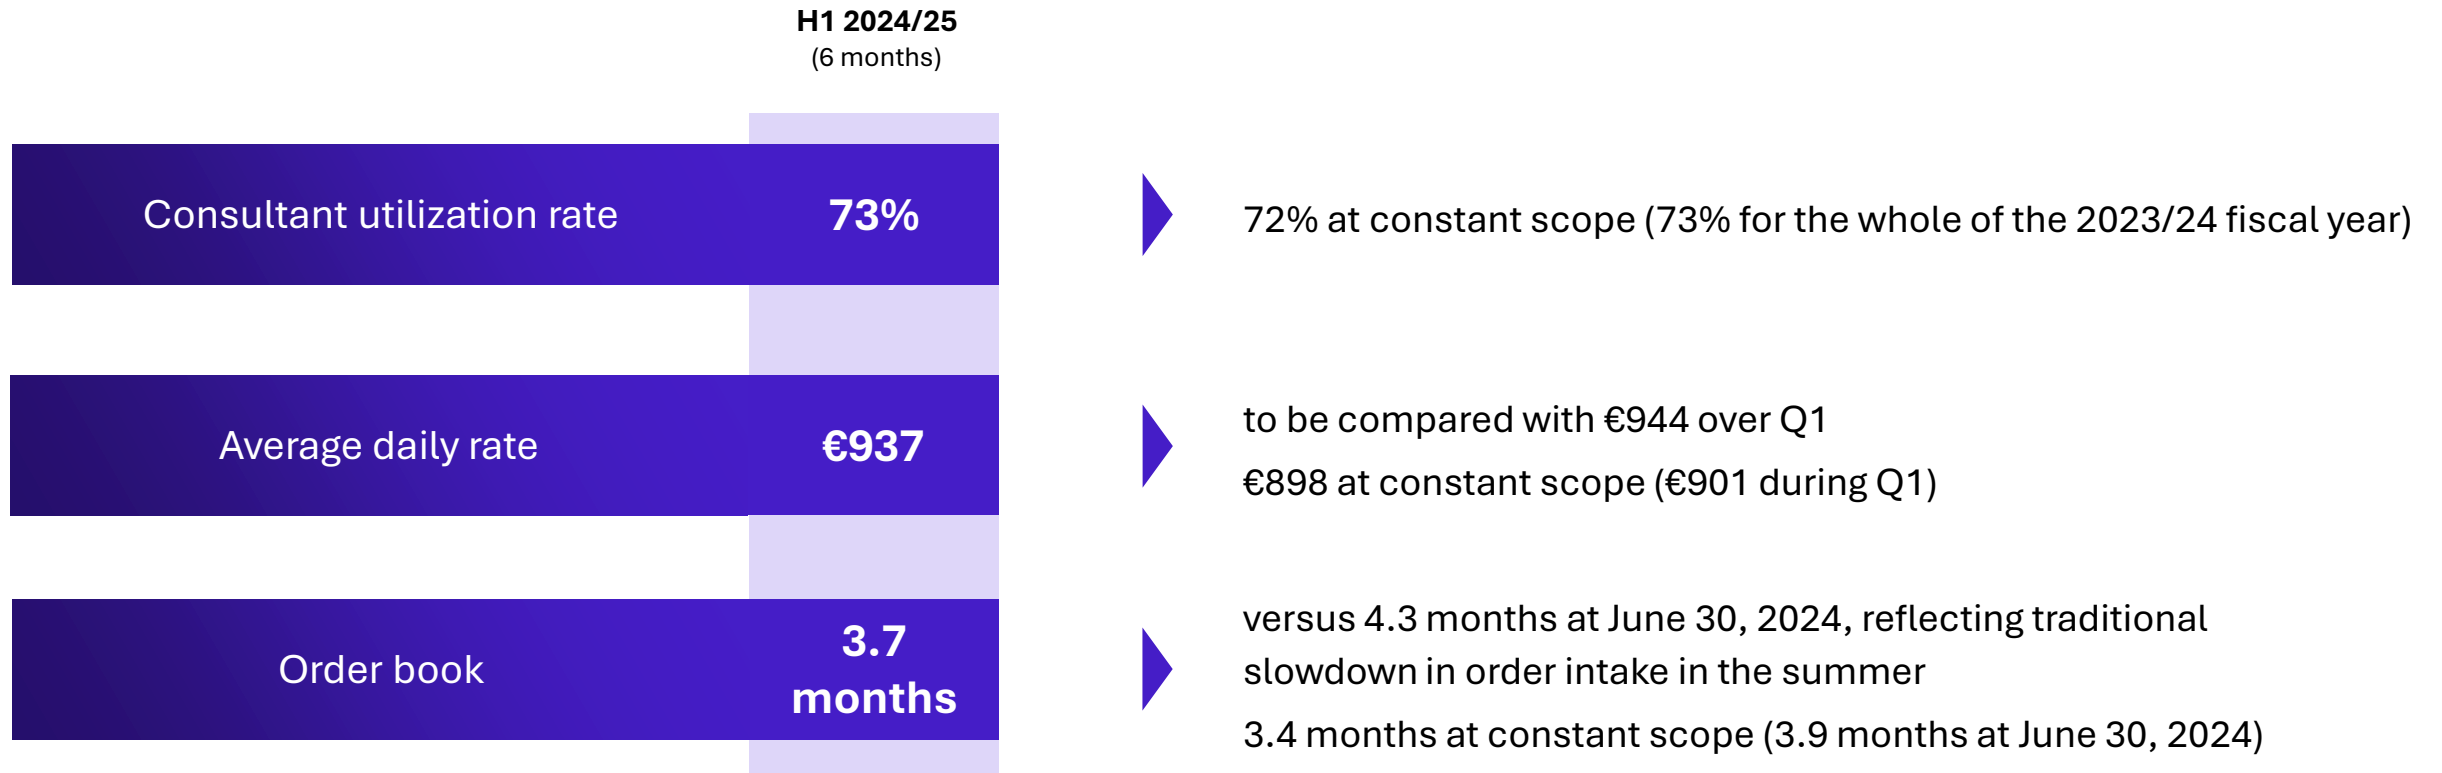 H1 2024/25
(6 months)
Consultant utilization rate
73%
72% at constant scope (73% for the whole of the 2023/24 fiscal year)
Average daily rate
€937
to be compared with €944 over Q1
€898 at constant scope (€901 during Q1)
Order book
3.7
months
versus 4.3 months at June 30, 2024, reflecting traditional
slowdown in order intake in the summer
3.4 months at constant scope (3.9 months at June 30, 2024)